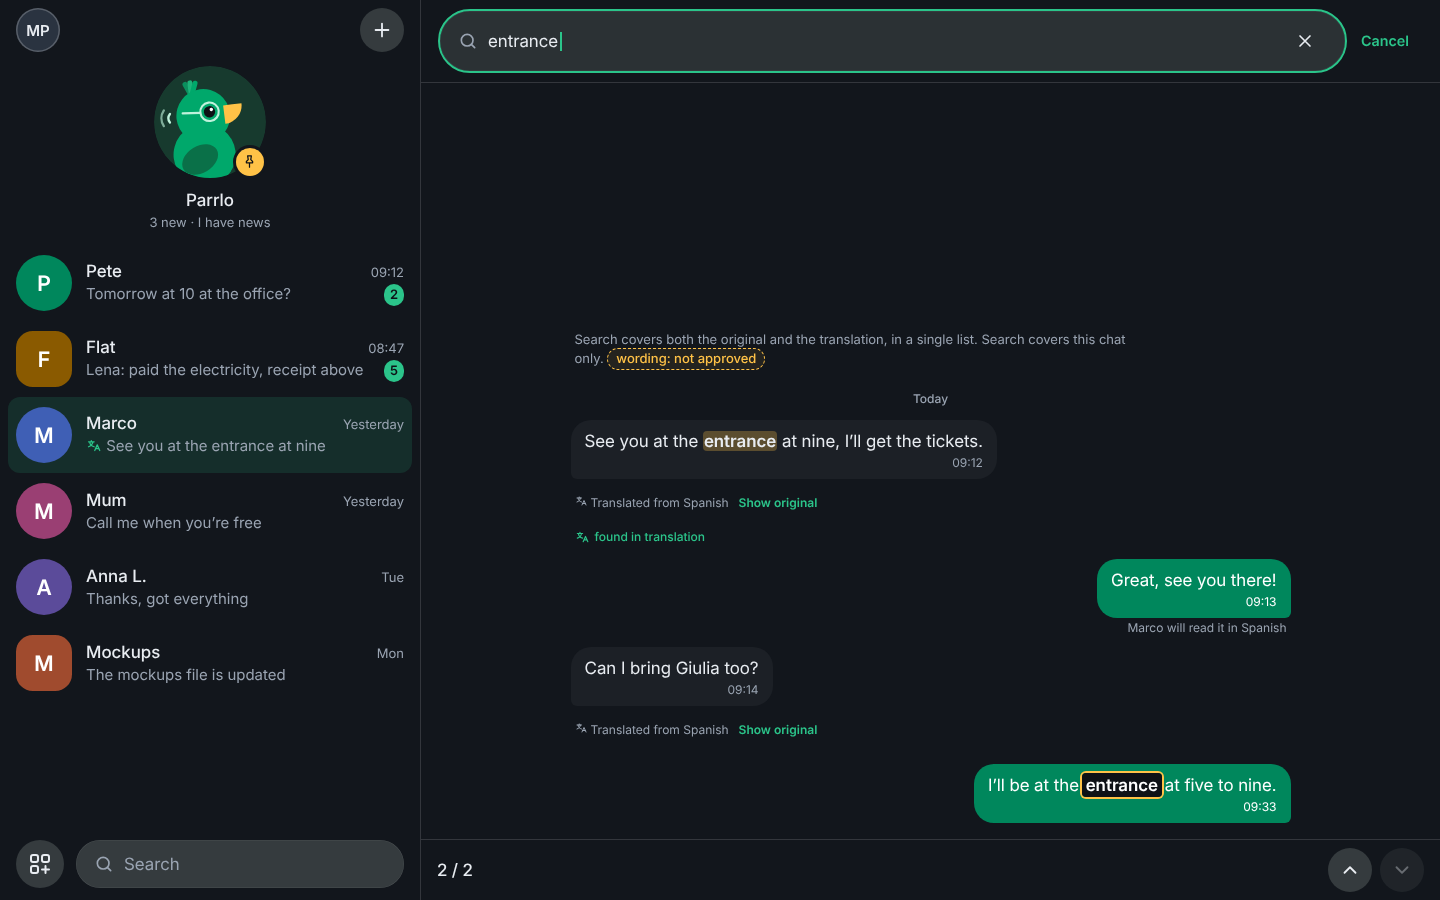 MP
Parrlo
3 new · I have news
P
Pete
09:12
Tomorrow at 10 at the office?
2
F
Flat
08:47
Lena: paid the electricity, receipt above
5
M
Marco
Yesterday
See you at the entrance at nine
M
Mum
Yesterday
Call me when you’re free
A
Anna L.
Tue
Thanks, got everything
M
Mockups
Mon
The mockups file is updated
Search
entrance
Cancel
Search covers both the original and the translation, in a single list. Search covers this chat
only. wording: not approved
Today
See you at the entrance at nine, I’ll get the tickets.
09:12
Translated from Spanish Show original
found in translation
Great, see you there!
09:13
Marco will read it in Spanish
Can I bring Giulia too?
09:14
Translated from Spanish Show original
I’ll be at the entrance at five to nine.
09:33
2 / 2